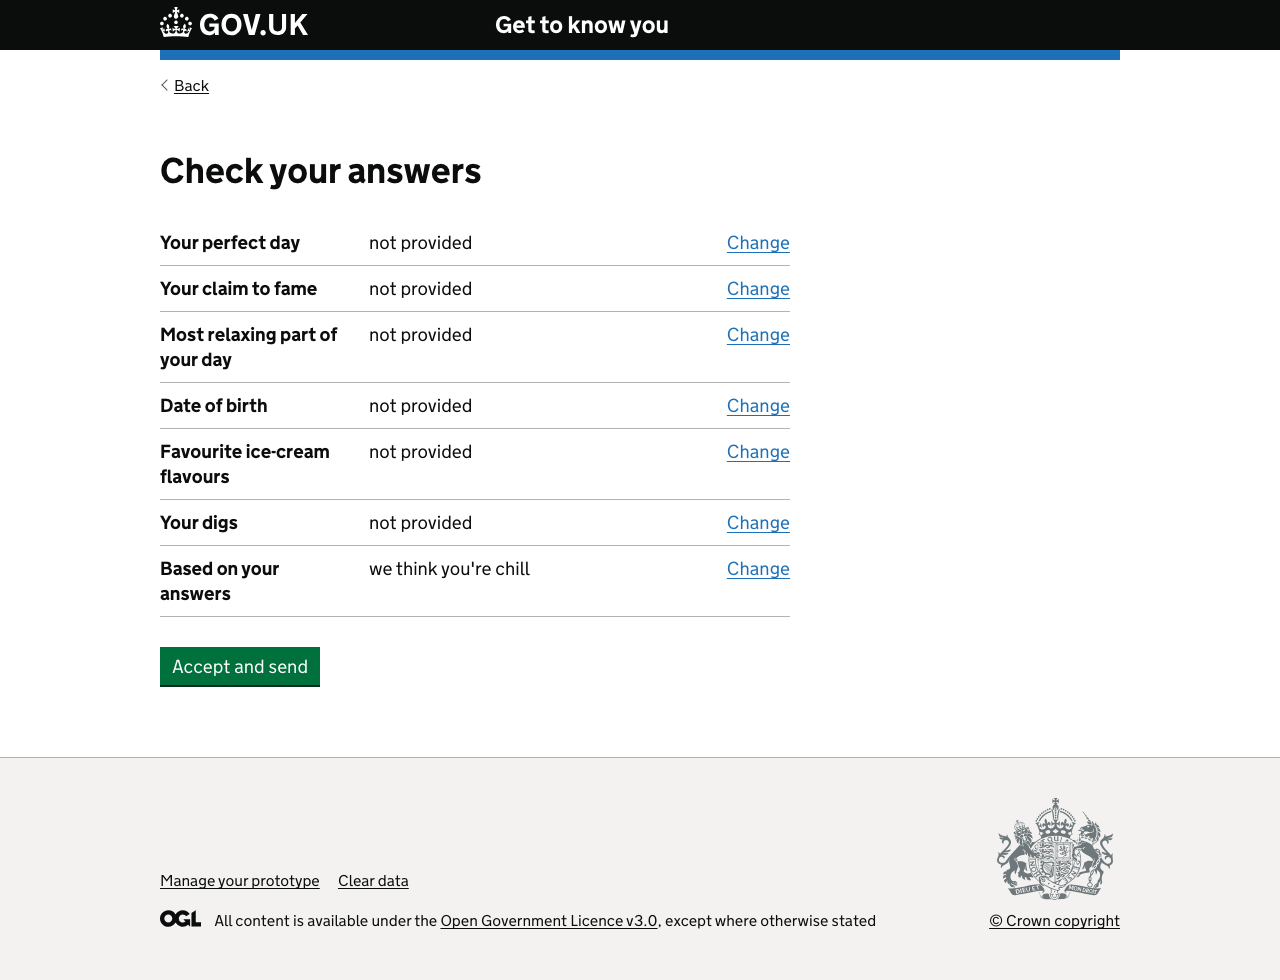 GOV.UK Get to know you
Back
Check your answers
Your perfect day not provided Change
Your claim to fame not provided Change
Most relaxing part of your day not provided Change
Date of birth not provided Change
Favourite ice-cream flavours not provided Change
Your digs not provided Change
Based on your answers we think you're chill Change
Accept and send
Manage your prototype Clear data
OGL All content is available under the Open Government Licence v3.0, except where otherwise stated © Crown copyright